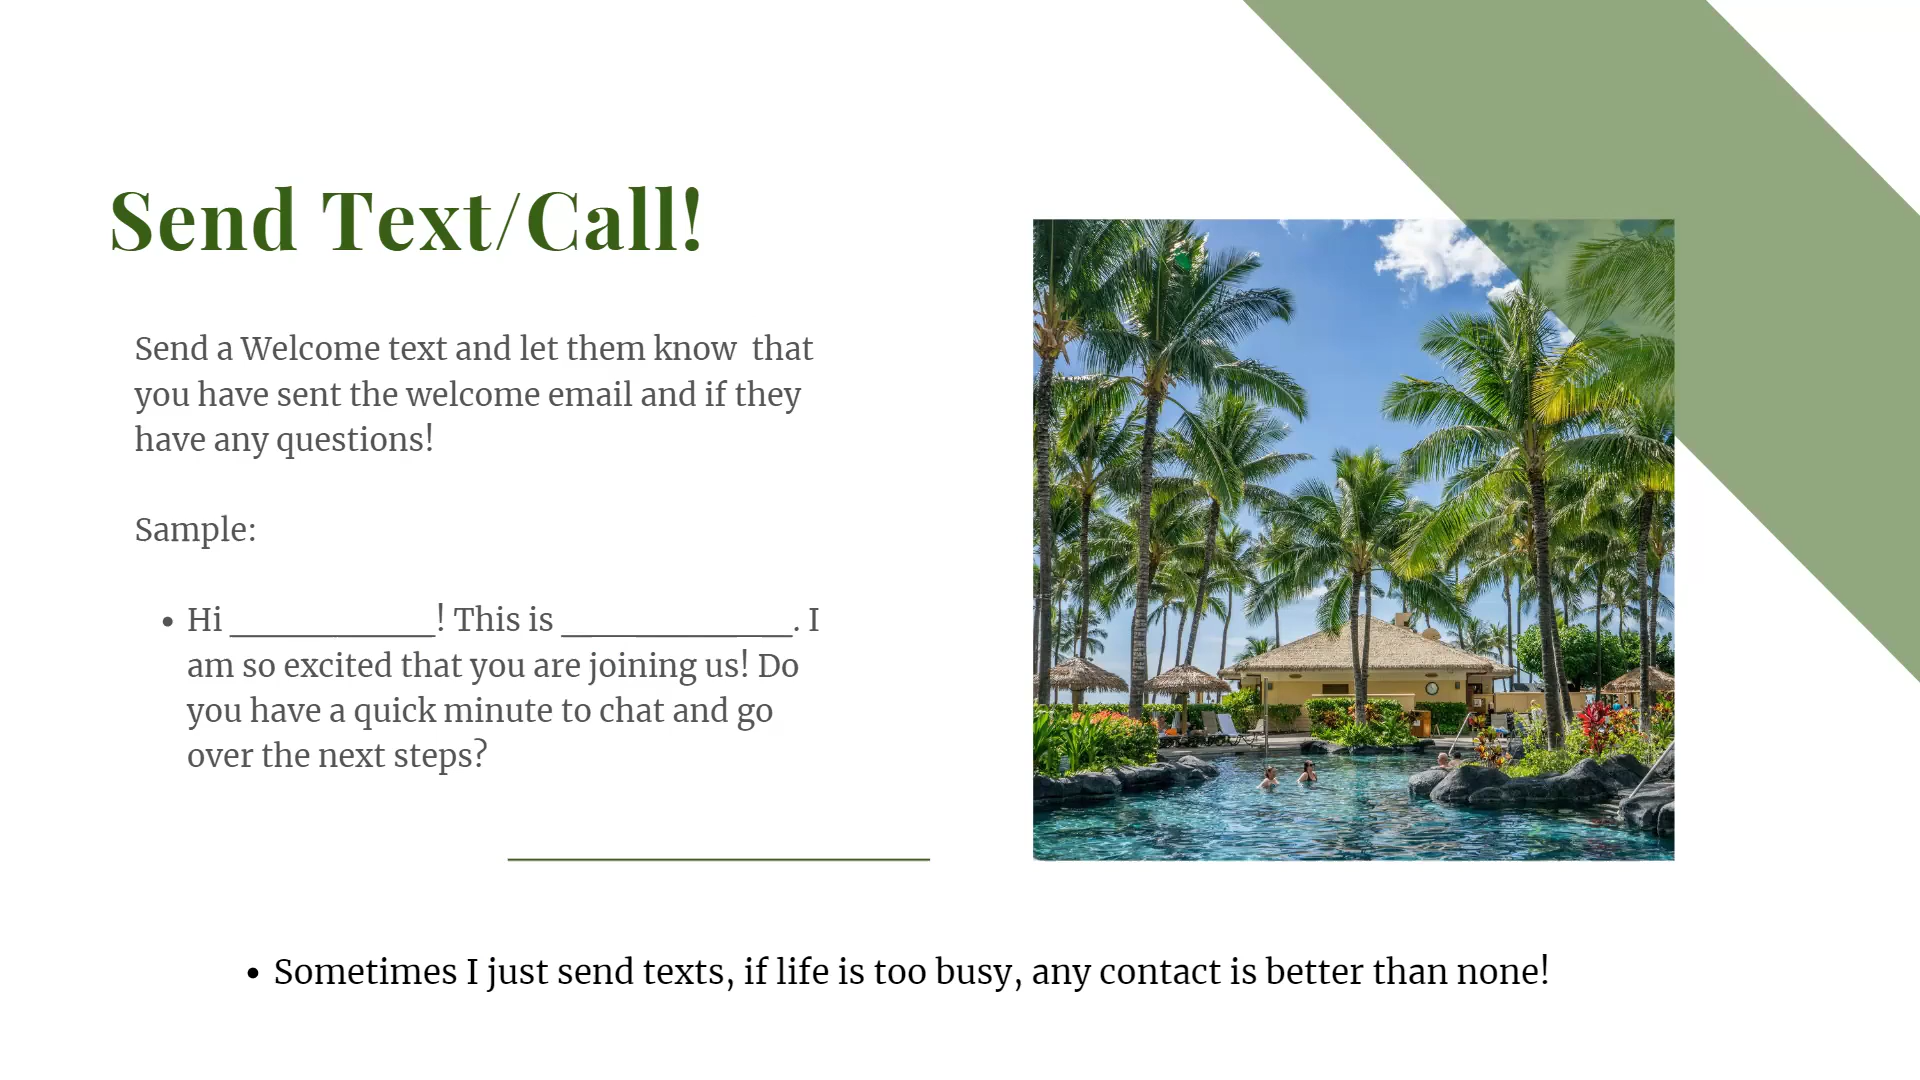 Send Text/Call!
Send a Welcome text and let them know  that
you have sent the welcome email and if they
have any questions!
Sample:
• Hi ______________! This is ________________. I
am so excited that you are joining us! Do
you have a quick minute to chat and go
over the next steps?
• Sometimes I just send texts, if life is too busy, any contact is better than none!